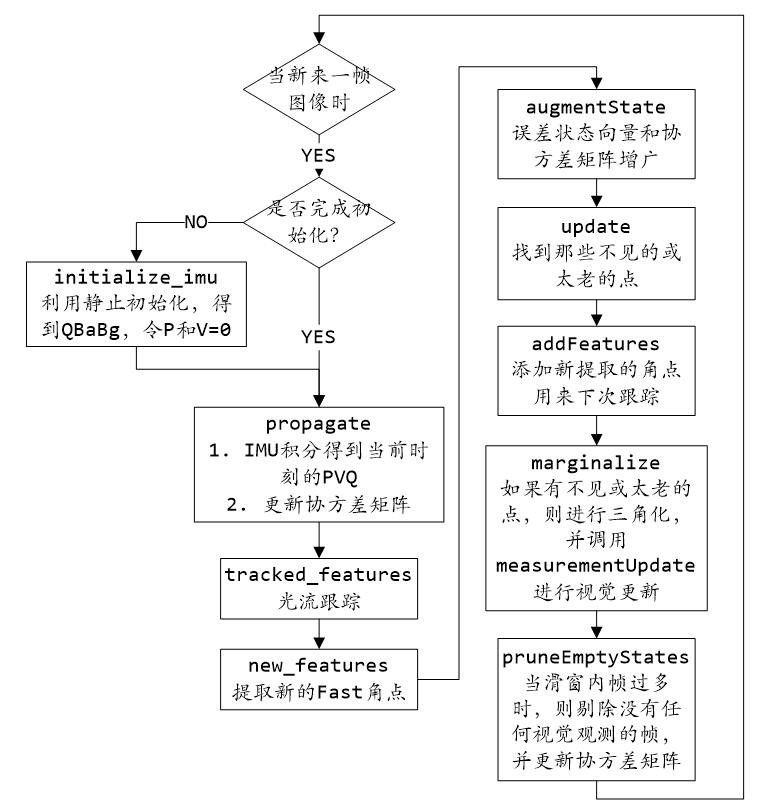 当新来一帧
图像时
YES
是否完成初
始化?
NO
initialize_imu
利用静止初始化，得
到QBaBg，令P和V=0
YES
propagate
1. IMU积分得到当前时
刻的PVQ
2. 更新协方差矩阵
tracked_features
光流跟踪
new_features
提取新的Fast角点
augmentState
误差状态向量和协
方差矩阵增广
update
找到那些不见的或
太老的点
addFeatures
添加新提取的角点
用来下次跟踪
marginalize
如果有不见或太老的
点，则进行三角化，
并调用
measurementUpdate
进行视觉更新
pruneEmptyStates
当滑窗内帧过多
时，则剔除没有任
何视觉观测的帧，
并更新协方差矩阵